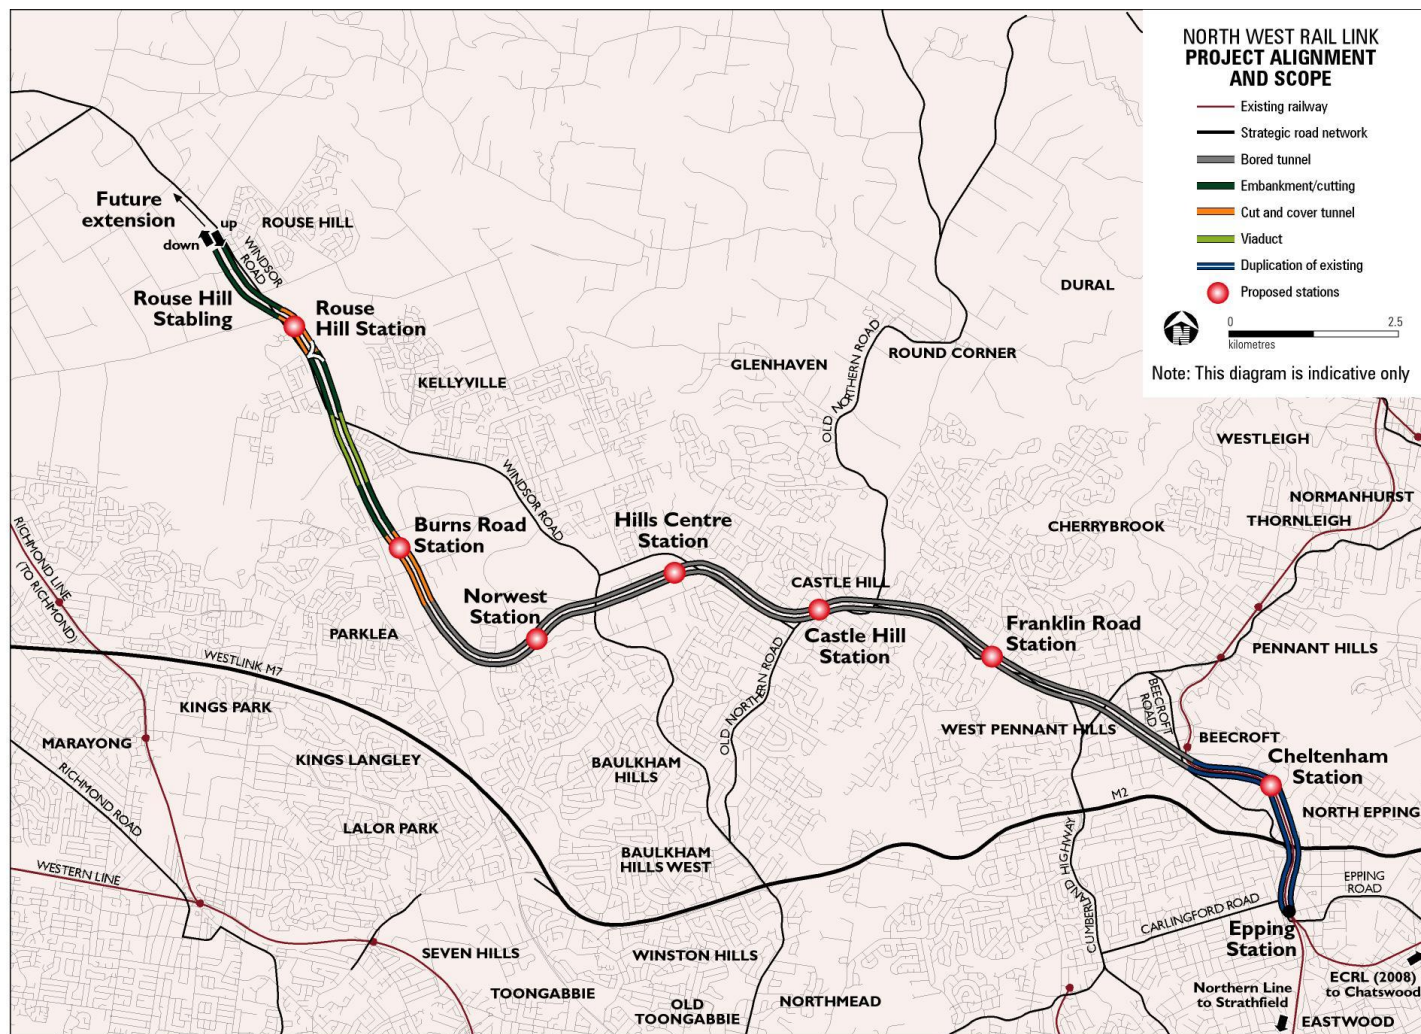 NORTH WEST RAIL LINK
PROJECT ALIGNMENT
AND SCOPE
Existing railway
Strategic road network
Bored tunnel
Embankment/cutting
Cut and cover tunnel
Viaduct
Duplication of existing
Proposed stations
0
2.5
kilometres
Note: This diagram is indicative only
Future
extension
up
down
ROUSE HILL
WINDSOR
ROAD
Rouse Hill
Stabling
Rouse
Hill Station
DURAL
ROUND CORNER
GLENHAVEN
OLD NORTHERN ROAD
KELLYVILLE
WESTLEIGH
NORMANHURST
THORNLEIGH
CHERRYBROOK
WINDSOR ROAD
Burns Road
Station
Hills Centre
Station
RICHMOND LINE
(TO RICHMOND)
Norwest
Station
CASTLE HILL
Castle Hill
Station
Franklin Road
Station
PARKLEA
PENNANT HILLS
WESTLINK M7
KINGS PARK
OLD NORTHERN ROAD
BEECROFT
ROAD
WEST PENNANT HILLS
BEECROFT
MARAYONG
KINGS LANGLEY
BAULKHAM
HILLS
Cheltenham
Station
RICHMOND ROAD
M2
NORTH EPPING
LALOR PARK
BAULKHAM
HILLS WEST
WESTERN LINE
CUMBERLAND HIGHWAY
EPPING
ROAD
CARLINGFORD ROAD
Epping
Station
SEVEN HILLS
WINSTON HILLS
ECRL (2008)
to Chatswood
TOONGABBIE
OLD
TOONGABBIE
NORTHMEAD
Northern Line
to Strathfield
EASTWOOD